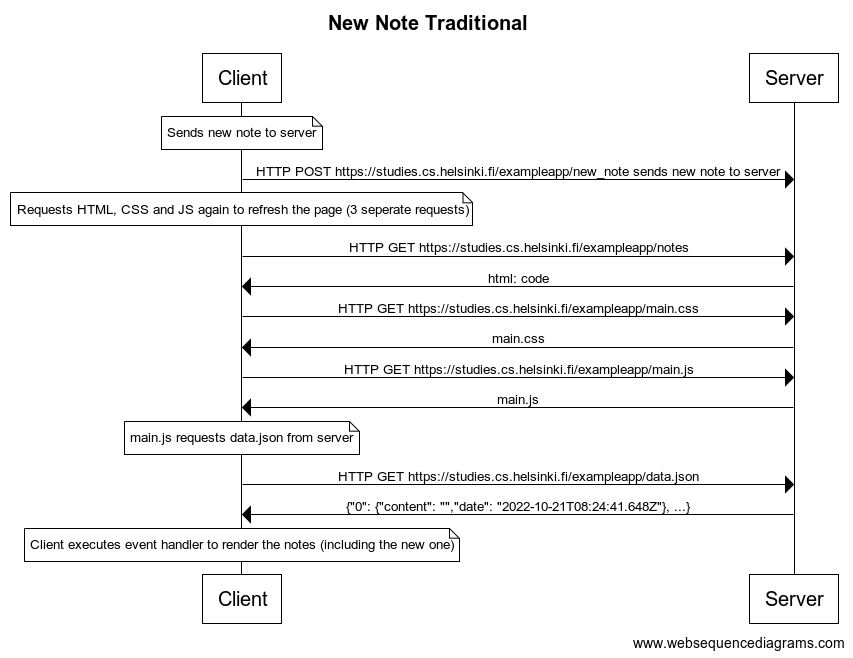 New Note Traditional
Client
Server
Sends new note to server
HTTP POST https://studies.cs.helsinki.fi/exampleapp/new_note sends new note to server
Requests HTML, CSS and JS again to refresh the page (3 seperate requests)
HTTP GET https://studies.cs.helsinki.fi/exampleapp/notes
html: code
HTTP GET https://studies.cs.helsinki.fi/exampleapp/main.css
main.css
HTTP GET https://studies.cs.helsinki.fi/exampleapp/main.js
main.js
main.js requests data.json from server
HTTP GET https://studies.cs.helsinki.fi/exampleapp/data.json
{"0": {"content": "","date": "2022-10-21T08:24:41.648Z"}, ...}
Client executes event handler to render the notes (including the new one)
Client
Server
www.websequencediagrams.com